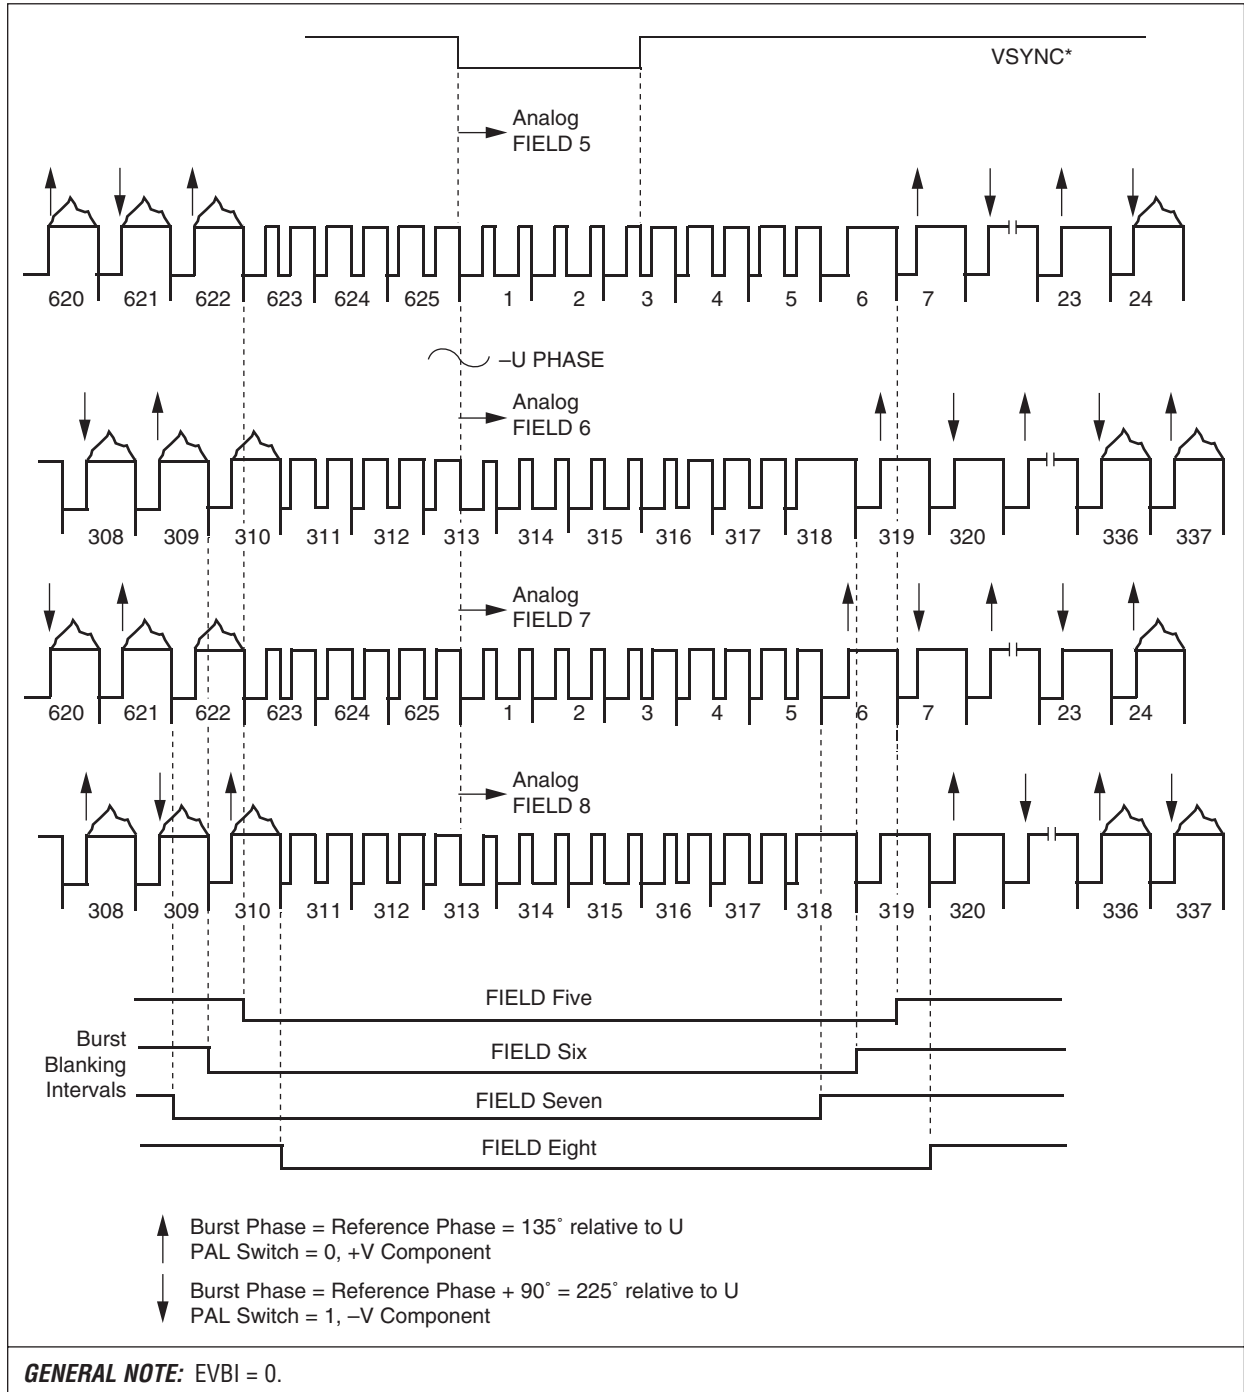 VSYNC*
Analog
FIELD 5
620 621 622 623 624 625 1 2 3 4 5 6 7 23 24
–U PHASE
Analog
FIELD 6
308 309 310 311 312 313 314 315 316 317 318 319 320 336 337
Analog
FIELD 7
620 621 622 623 624 625 1 2 3 4 5 6 7 23 24
Analog
FIELD 8
308 309 310 311 312 313 314 315 316 317 318 319 320 336 337
Burst
Blanking
Intervals
FIELD Five
FIELD Six
FIELD Seven
FIELD Eight
Burst Phase = Reference Phase = 135˚ relative to U
PAL Switch = 0, +V Component
Burst Phase = Reference Phase + 90˚ = 225˚ relative to U
PAL Switch = 1, –V Component
GENERAL NOTE: EVBI = 0.